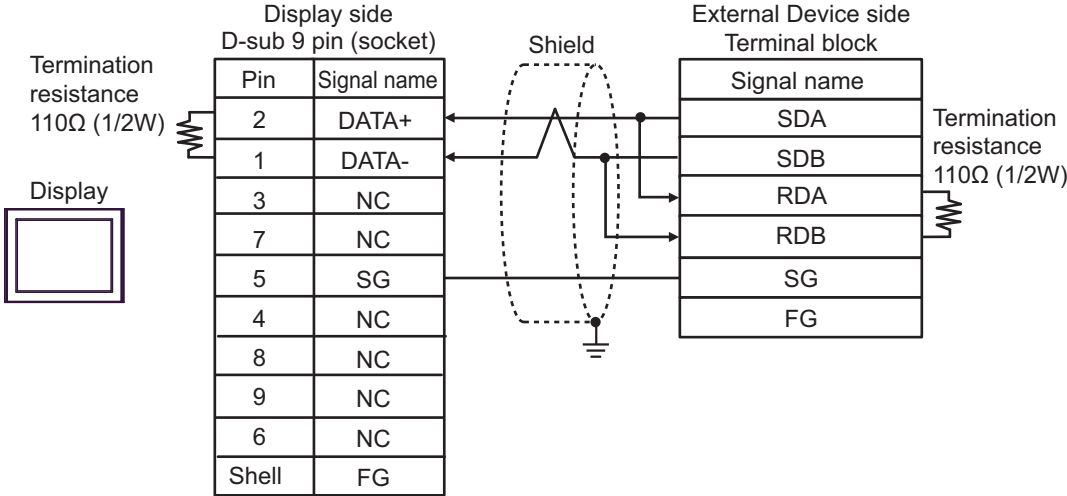 Display side
D-sub 9 pin (socket)
Shield
External Device side
Terminal block
Termination
resistance
110Ω (1/2W)
Display
Pin Signal name
2 DATA+
1 DATA-
3 NC
7 NC
5 SG
4 NC
8 NC
9 NC
6 NC
Shell FG
Signal name
SDA
SDB
RDA
RDB
SG
FG
Termination
resistance
110Ω (1/2W)